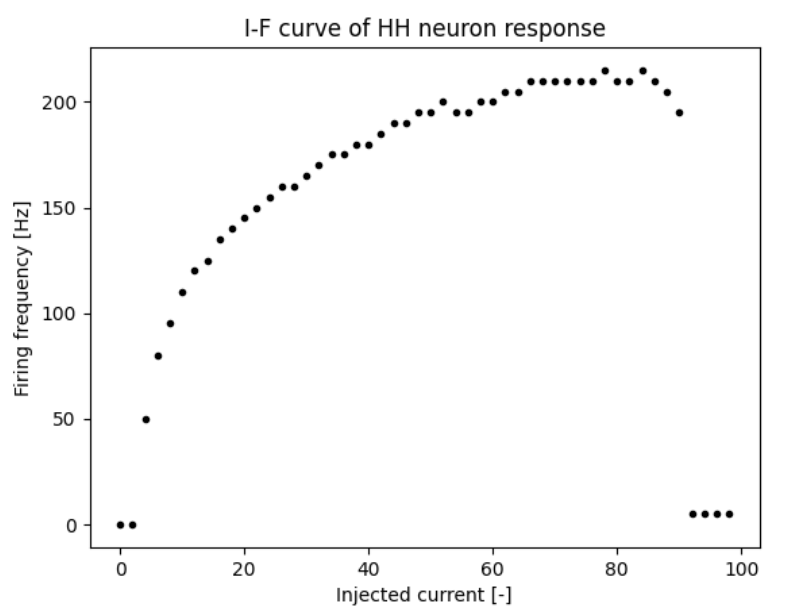 I-F curve of HH neuron response
200
150
100
50
0
Firing frequency [Hz]
0 20 40 60 80 100
Injected current [-]